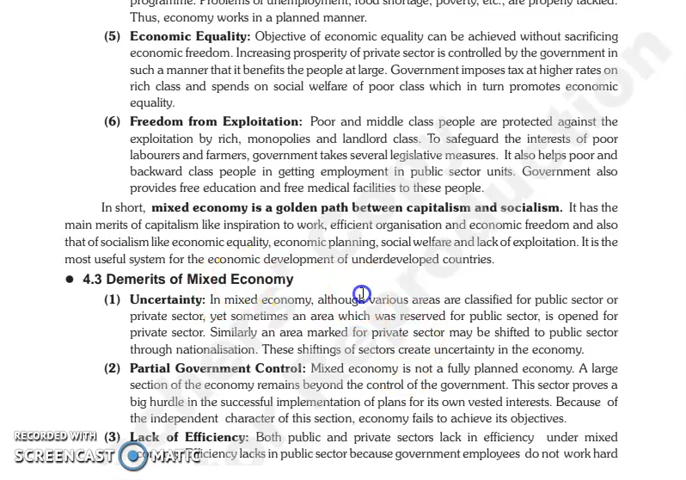 programme. Problems of unemployment, food shortage, poverty, etc., are properly tackled.
Thus, economy works in a planned manner.
(5) Economic Equality: Objective of economic equality can be achieved without sacrificing
economic freedom. Increasing prosperity of private sector is controlled by the government in
such a manner that it benefits the people at large. Government imposes tax at higher rates on
rich class and spends on social welfare of poor class which in turn promotes economic
equality.
(6) Freedom from Exploitation: Poor and middle class people are protected against the
exploitation by rich, monopolies and landlord class. To safeguard the interests of poor
labourers and farmers, government takes several legislative measures. It also helps poor and
backward class people in getting employment in public sector units. Government also
provides free education and free medical facilities to these people.
In short, mixed economy is a golden path between capitalism and socialism. It has the
main merits of capitalism like inspiration to work, efficient organisation and economic freedom and also
that of socialism like economic equality, economic planning, social welfare and lack of exploitation. It is the
most useful system for the economic development of underdeveloped countries.
● 4.3 Demerits of Mixed Economy
(1) Uncertainty: In mixed economy, although various areas are classified for public sector or
private sector, yet sometimes an area which was reserved for public sector, is opened for
private sector. Similarly an area marked for private sector may be shifted to public sector
through nationalisation. These shiftings of sectors create uncertainty in the economy.
(2) Partial Government Control: Mixed economy is not a fully planned economy. A large
section of the economy remains beyond the control of the government. This sector proves a
big hurdle in the successful implementation of plans for its own vested interests. Because of
the independent character of this section, economy fails to achieve its objectives.
(3) Lack of Efficiency: Both public and private sectors lack in efficiency under mixed
Efficiency lacks in public sector because government employees do not work hard
RECORDED WITH
SCREENCAST MATIC